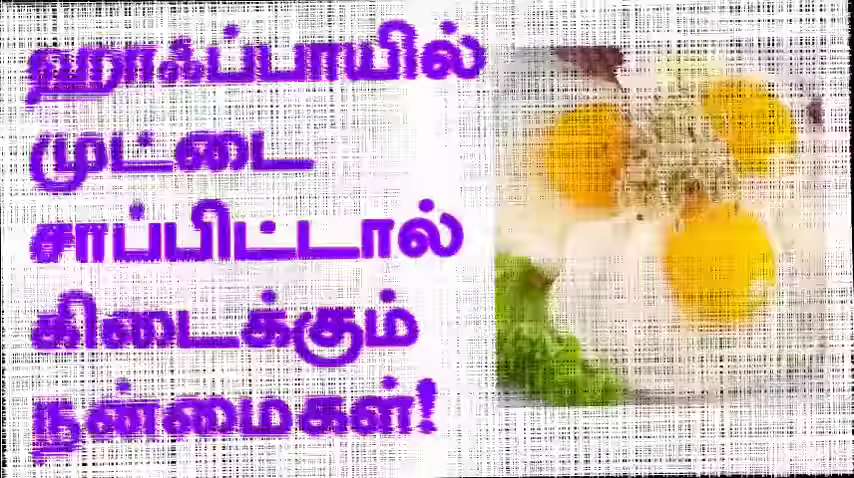 ஹாஃப்பாயில்
முட்டை
சாப்பிட்டால்
கிடைக்கும்
நன்மைகள்!